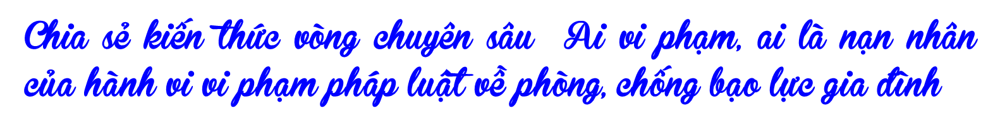 Chia sẻ kiến thức vòng chuyên sâu Ai vi phạm, ai là nạn nhân
của hành vi vi phạm pháp luật về phòng, chống bạo lực gia đình